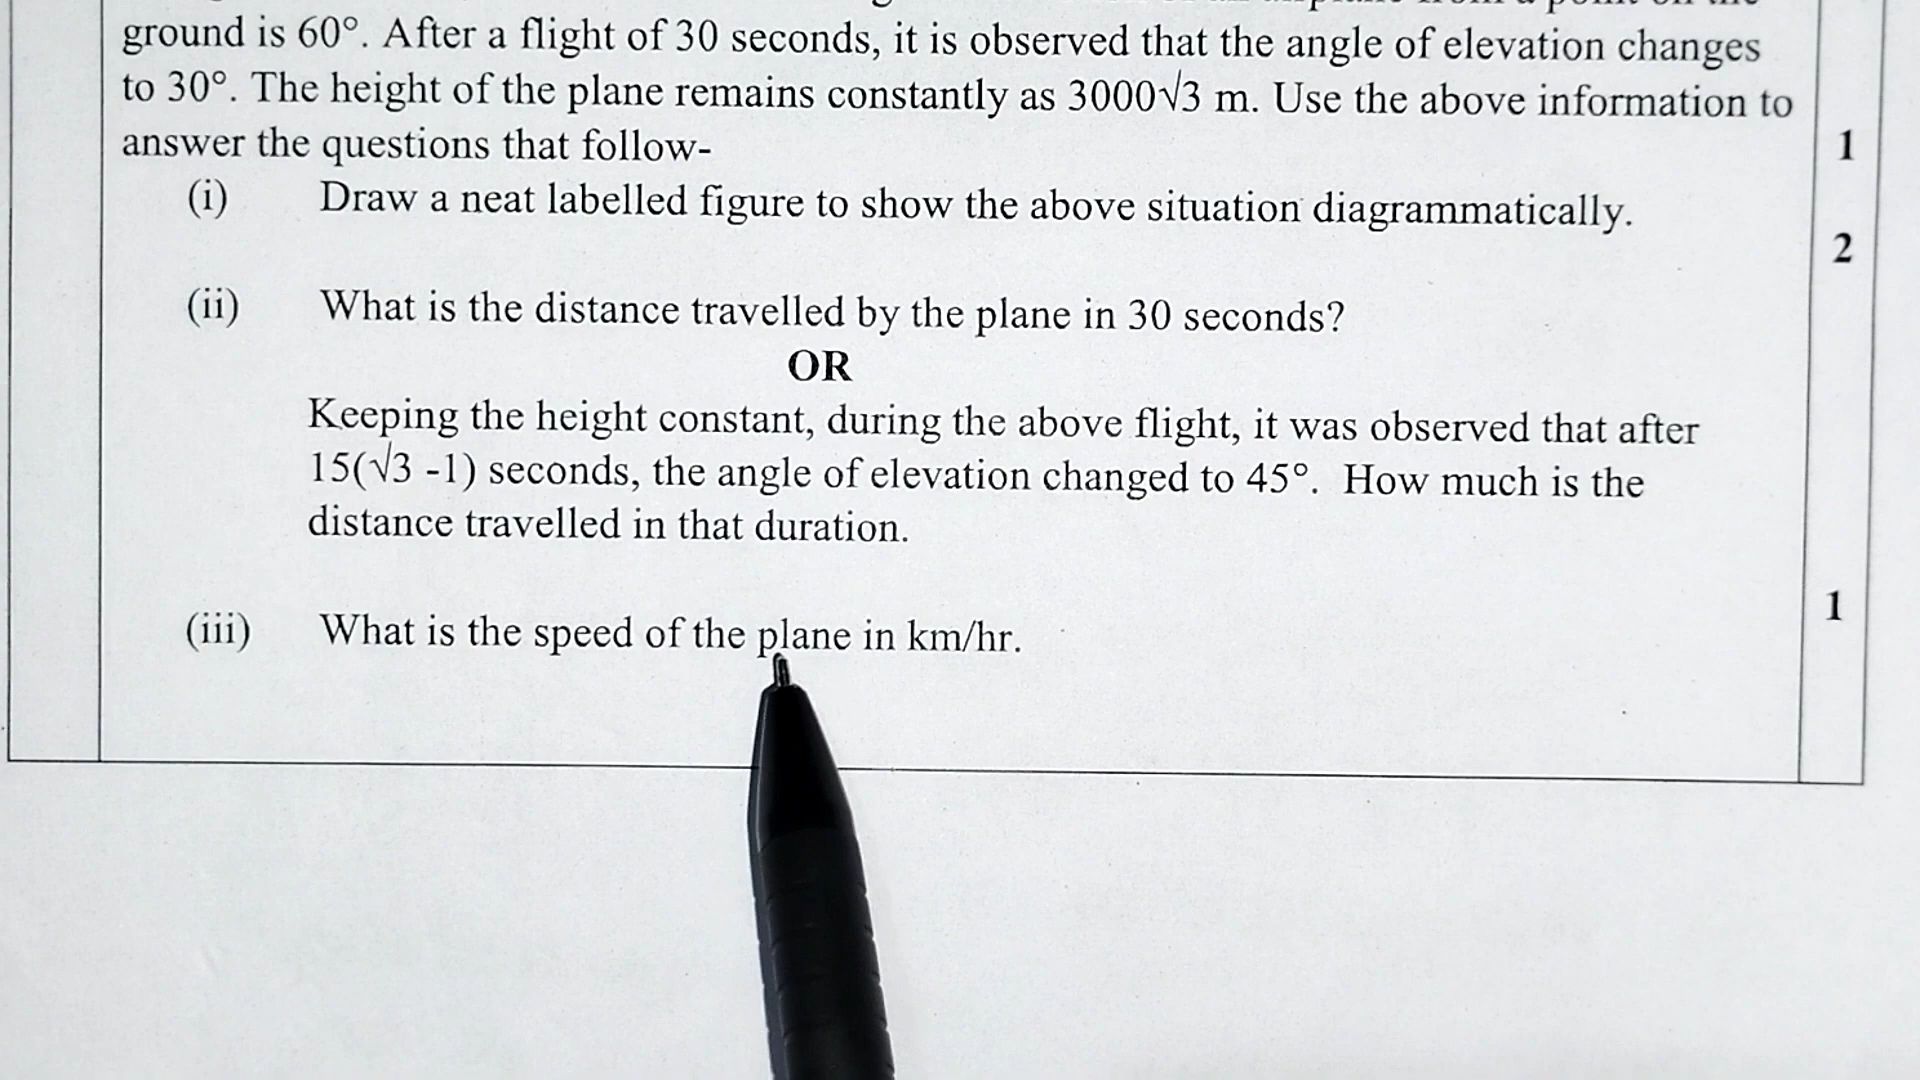 ground is 60°. After a flight of 30 seconds, it is observed that the angle of elevation changes
to 30°. The height of the plane remains constantly as 3000√3 m. Use the above information to
answer the questions that follow-
1
(i) Draw a neat labelled figure to show the above situation diagrammatically.
2
(ii) What is the distance travelled by the plane in 30 seconds?
OR
Keeping the height constant, during the above flight, it was observed that after
15(√3 -1) seconds, the angle of elevation changed to 45°. How much is the
distance travelled in that duration.
1
(iii) What is the speed of the plane in km/hr.